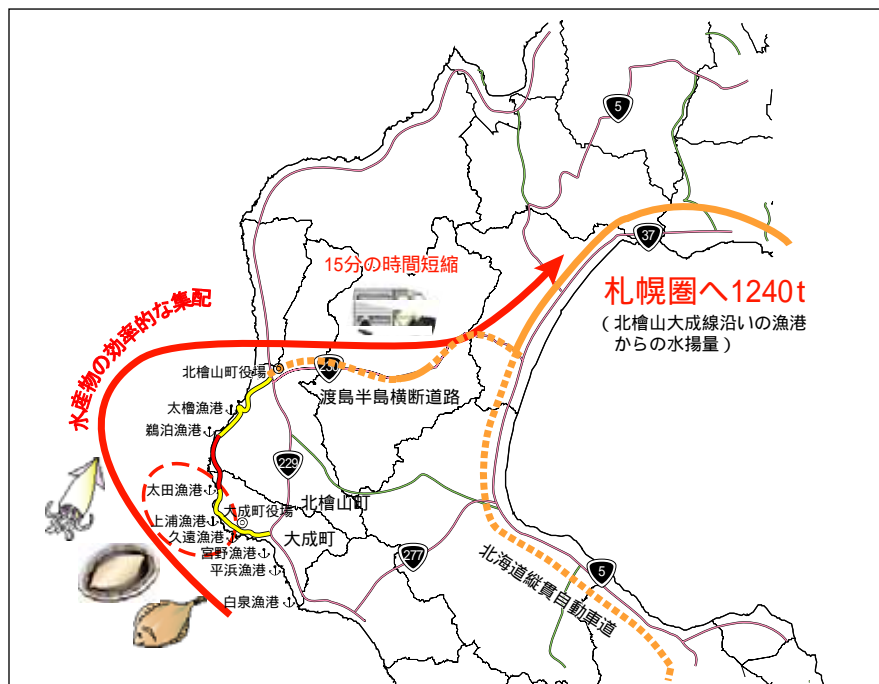 5
37
15分の時間短縮
札幌圏へ1240t
(北檜山大成線沿いの漁港
からの水揚量)
水産物の効率的な集配
北檜山町役場
230
渡島半島横断道路
太櫓漁港
鵜泊漁港
229
太田漁港
北檜山町
大成町役場
上浦漁港
久遠漁港
大成町
富野漁港
平浜漁港
277
北海道縦貫自動車道
5
白泉漁港